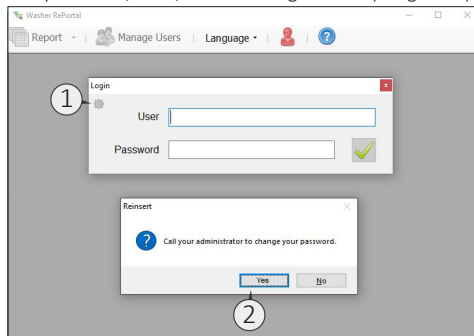 Washer RePortal
Report Manage Users Language
Login
1
User
Password
Reinsert
Call your administrator to change your password.
Yes No
2